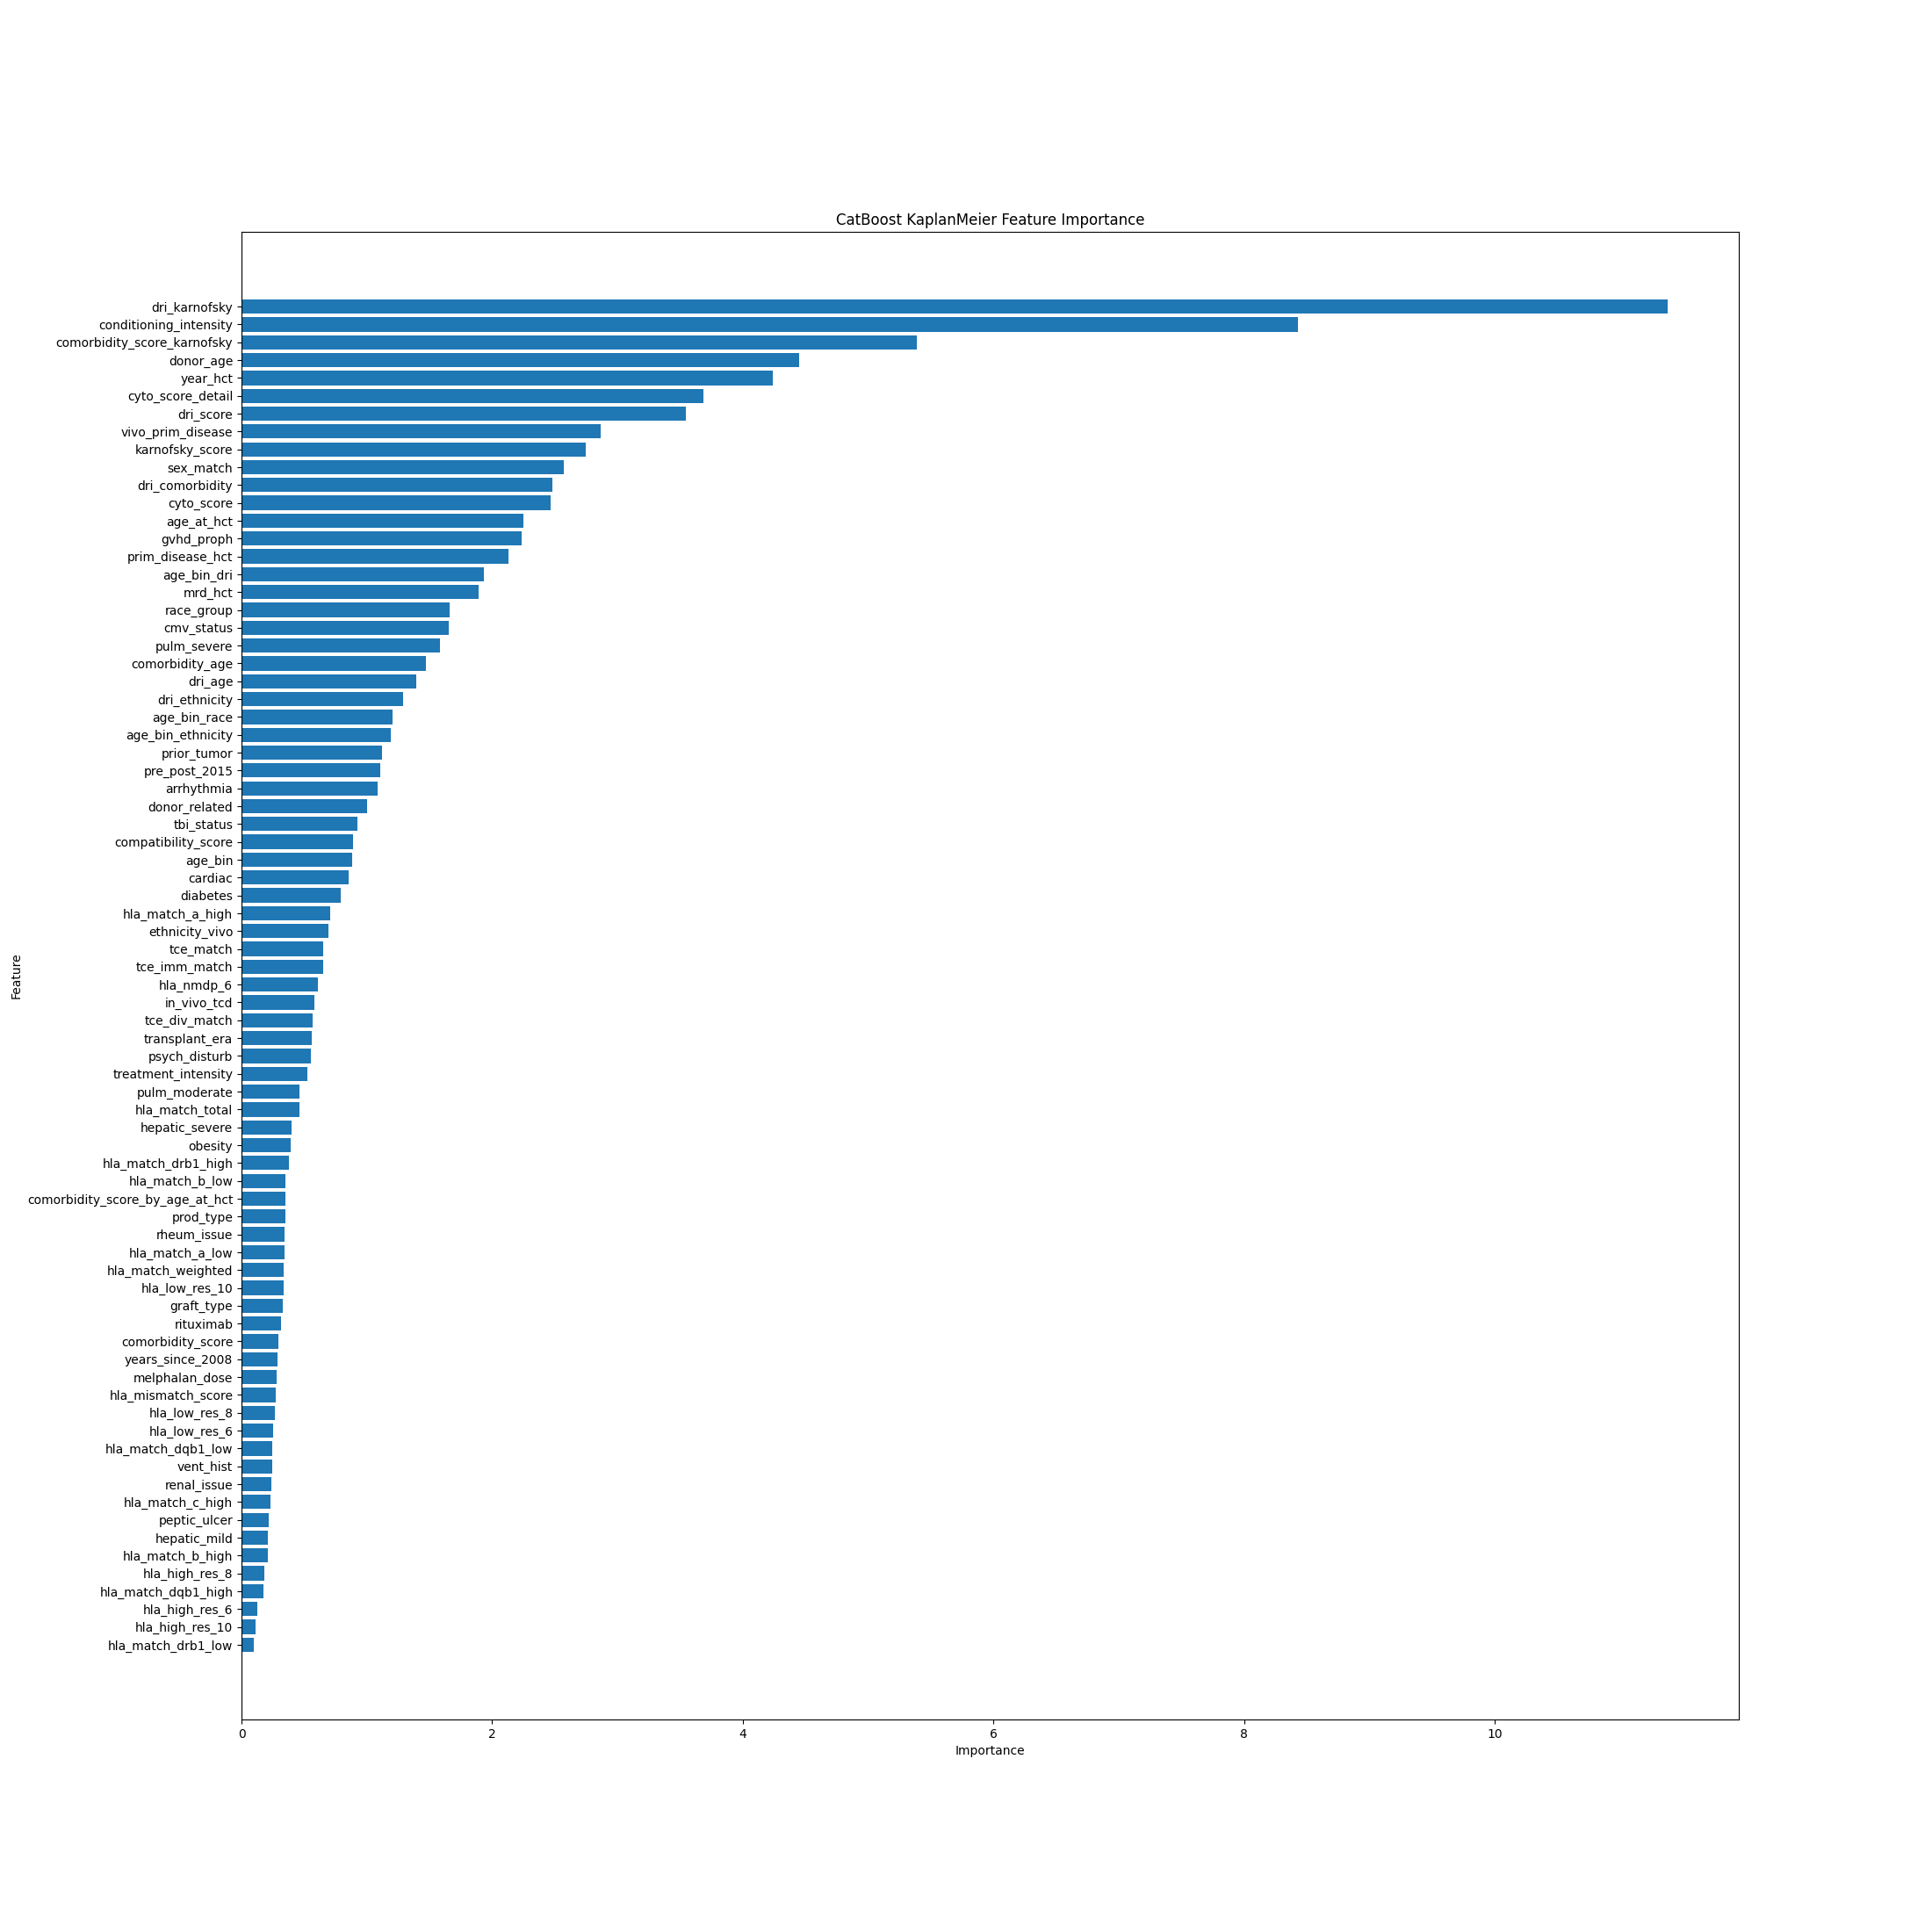 CatBoost KaplanMeier Feature Importance
dri_karnofsky
conditioning_intensity
comorbidity_score_karnofsky
donor_age
year_hct
cyto_score_detail
dri_score
vivo_prim_disease
karnofsky_score
sex_match
dri_comorbidity
cyto_score
age_at_hct
gvhd_proph
prim_disease_hct
age_bin_dri
mrd_hct
race_group
cmv_status
pulm_severe
comorbidity_age
dri_age
dri_ethnicity
age_bin_race
age_bin_ethnicity
prior_tumor
pre_post_2015
arrhythmia
donor_related
tbi_status
compatibility_score
age_bin
cardiac
diabetes
hla_match_a_high
ethnicity_vivo
tce_match
tce_imm_match
hla_nmdp_6
in_vivo_tcd
tce_div_match
transplant_era
psych_disturb
treatment_intensity
pulm_moderate
hla_match_total
hepatic_severe
obesity
hla_match_drb1_high
hla_match_b_low
comorbidity_score_by_age_at_hct
prod_type
rheum_issue
hla_match_a_low
hla_match_weighted
hla_low_res_10
graft_type
rituximab
comorbidity_score
years_since_2008
melphalan_dose
hla_mismatch_score
hla_low_res_8
hla_low_res_6
hla_match_dqb1_low
vent_hist
renal_issue
hla_match_c_high
peptic_ulcer
hepatic_mild
hla_match_b_high
hla_high_res_8
hla_match_dqb1_high
hla_high_res_6
hla_high_res_10
hla_match_drb1_low
Feature
0 2 4 6 8 10
Importance